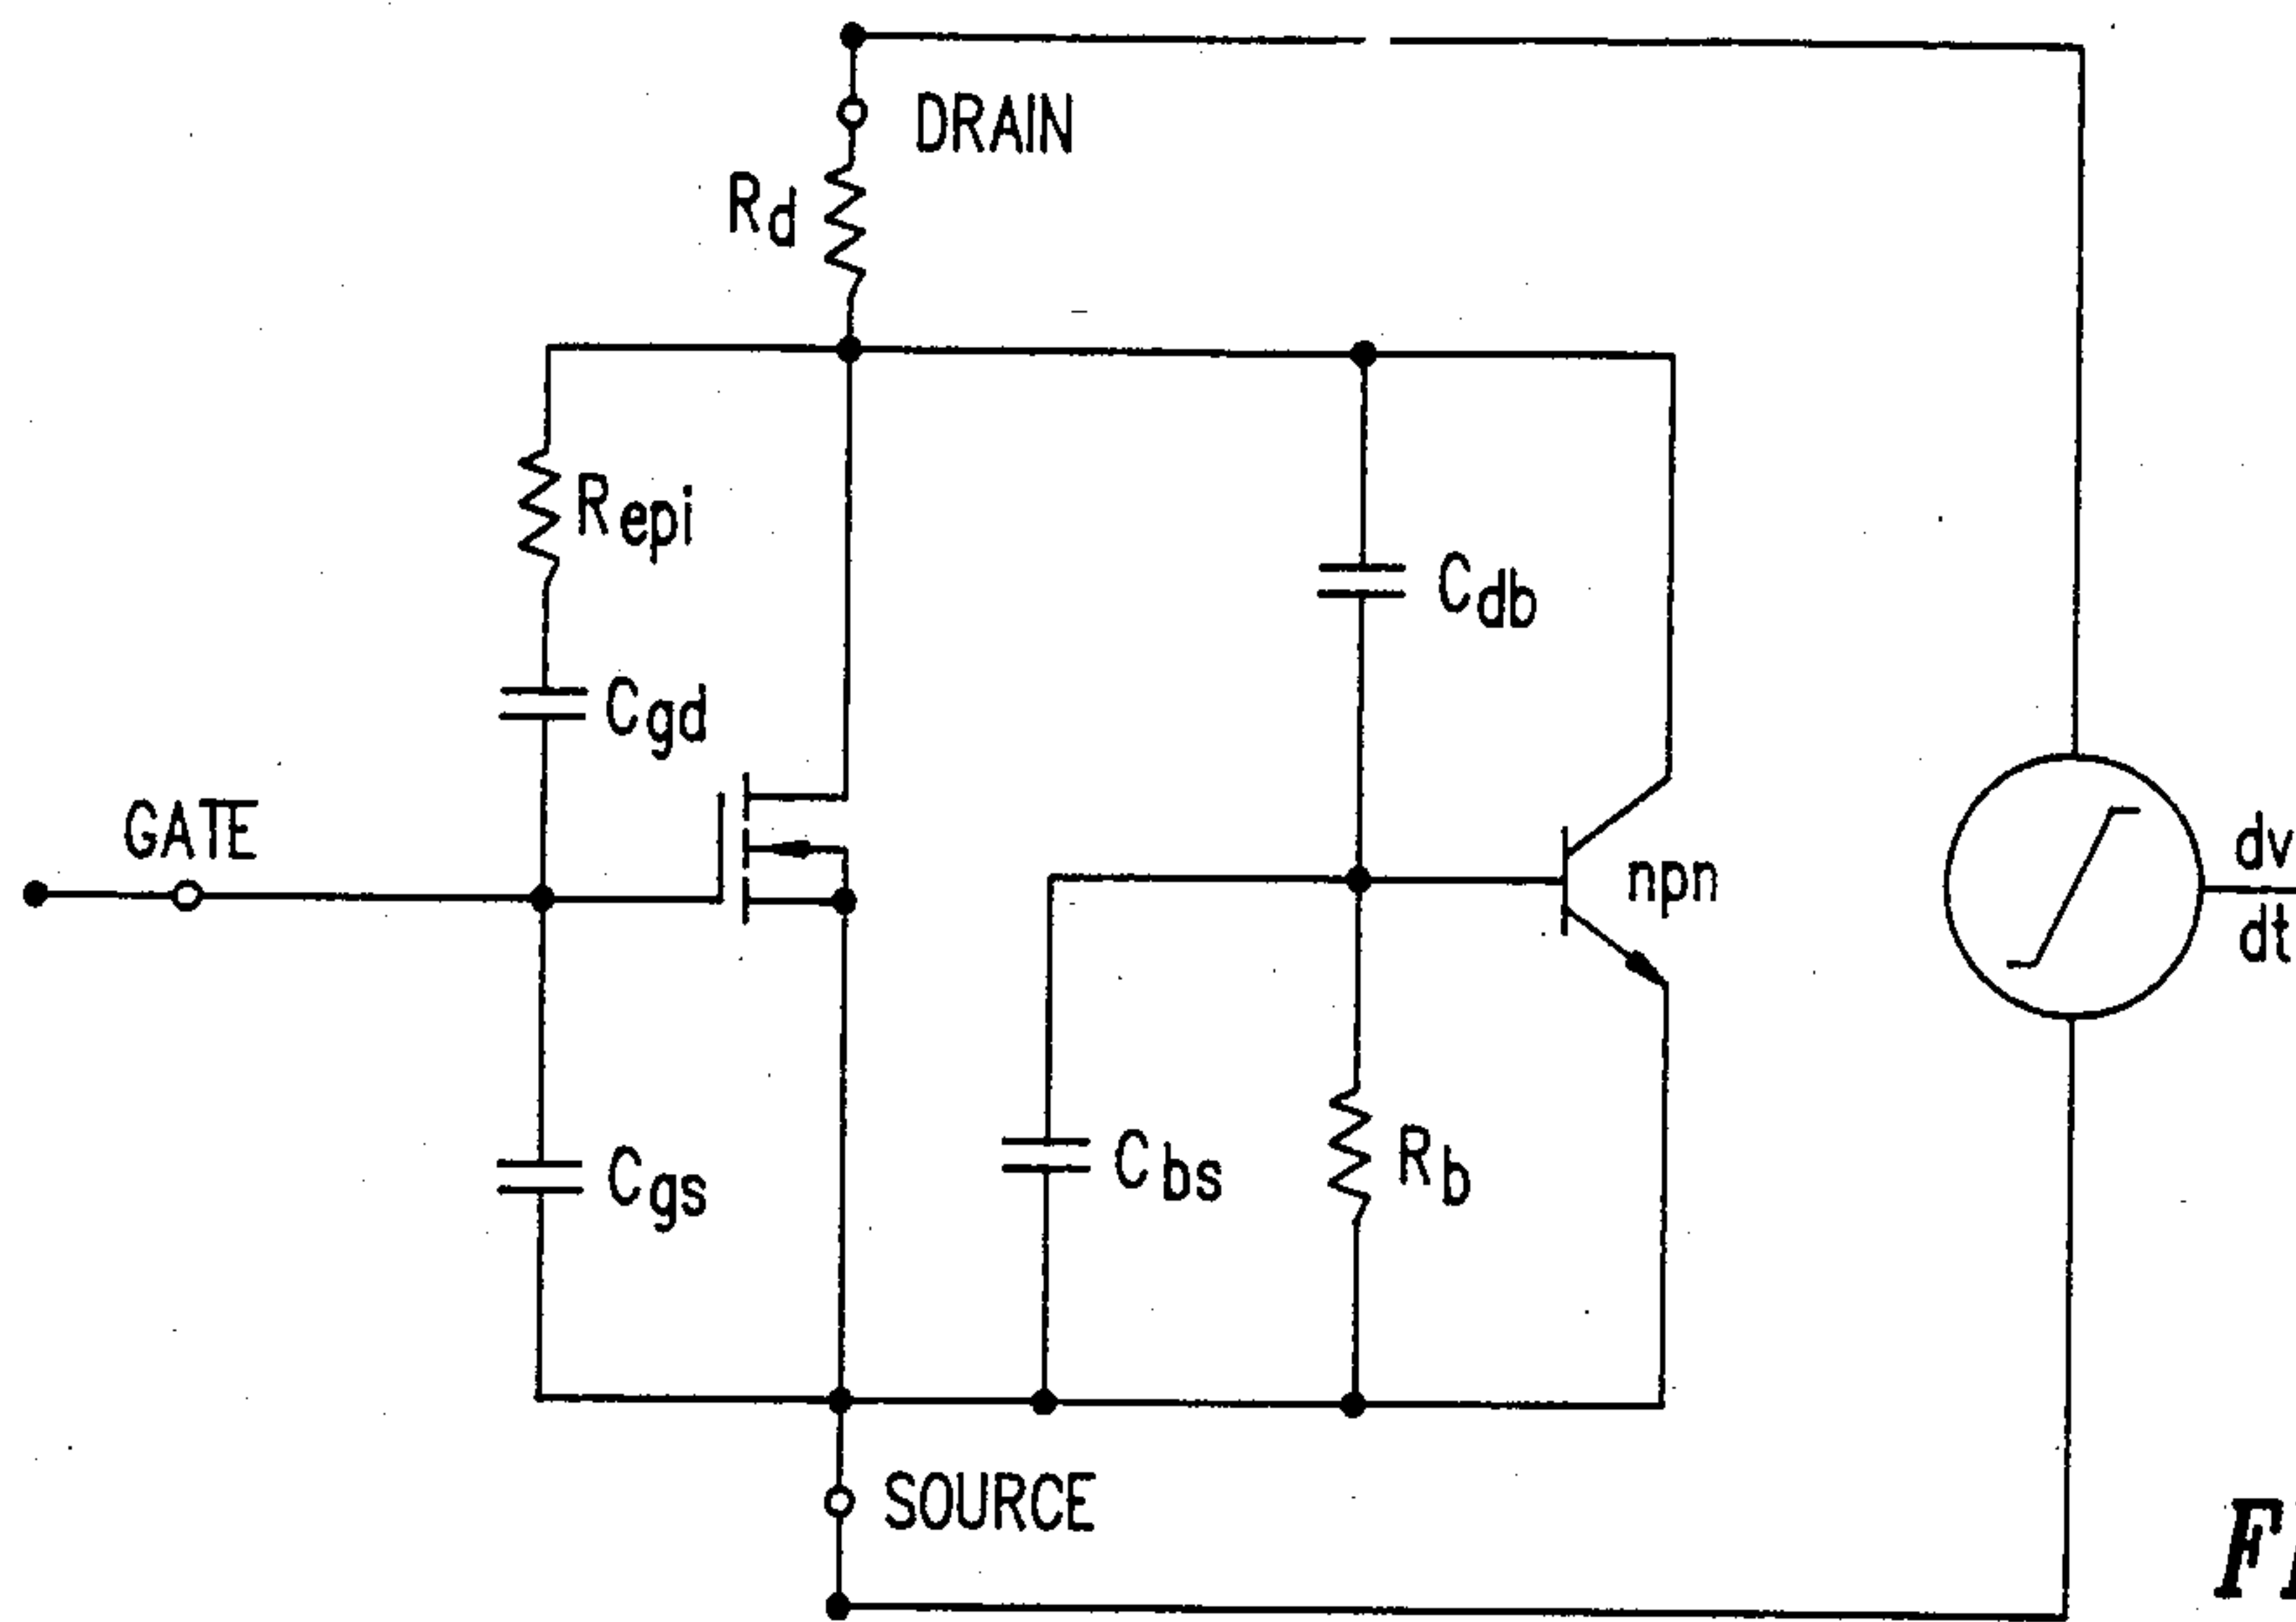 DRAIN
Rd
Repi
Cdb
Cgd
GATE
npn
dv
dt
Cgs
Cbs
Rb
SOURCE